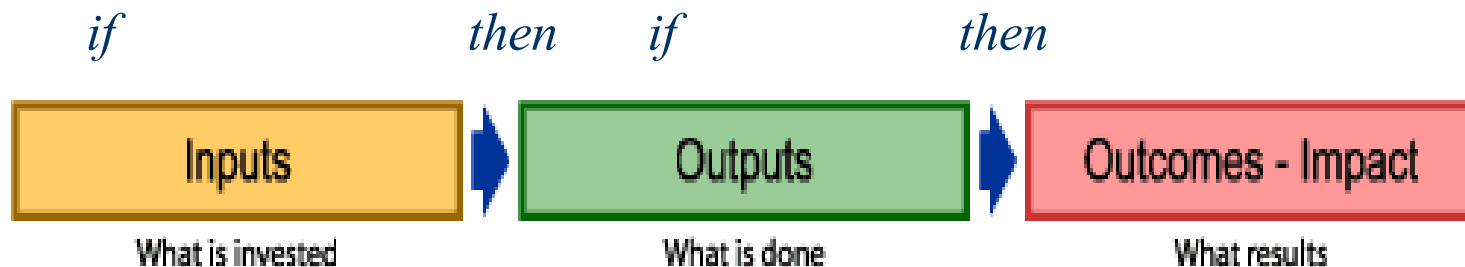 if then if then
Inputs Outputs Outcomes - Impact
What is invested What is done What results